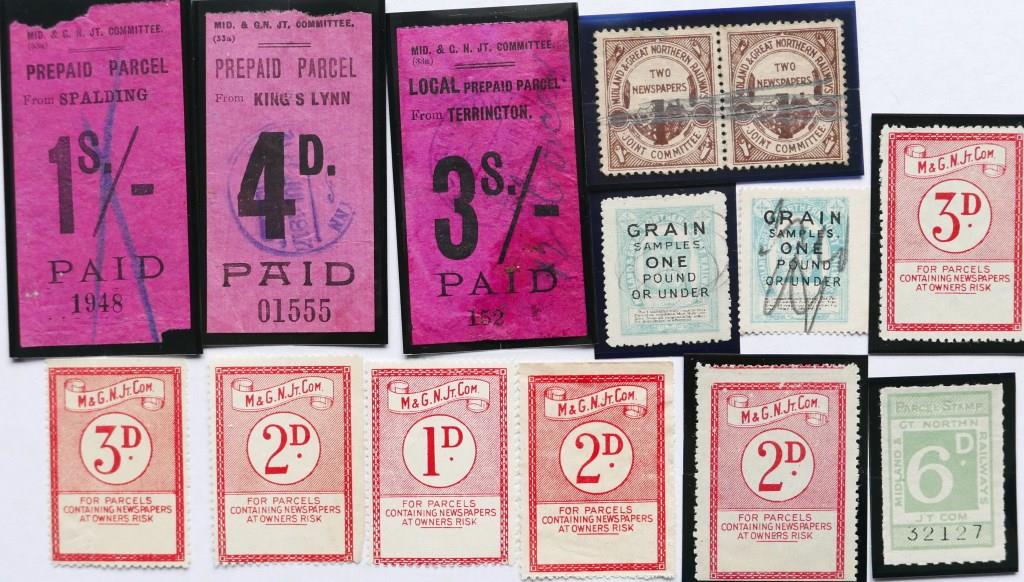 MID. & G.N. JT. COMMITTEE.
(33a)
PREPAID PARCEL
From SPALDING
1S./-
PAID
1948
MID. & G.N. JT. COMMITTEE.
(33a)
PREPAID PARCEL
From KING'S LYNN
4D.
PAID
01555
MID. & G.N. JT. COMMITTEE.
(33a)
LOCAL PREPAID PARCEL
From TERRINGTON.
3S./-
PAID
152
MIDLAND & GREAT NORTHERN RAILWAYS
TWO
NEWSPAPERS
JOINT COMMITTEE
MIDLAND & GREAT NORTHERN RAILWAYS
TWO
NEWSPAPERS
JOINT COMMITTEE
GRAIN
SAMPLES.
ONE
POUND
OR UNDER
GRAIN
SAMPLES.
ONE
POUND
OR UNDER
M & G.N. JT. COM.
3D.
FOR PARCELS
CONTAINING NEWSPAPERS
AT OWNERS RISK
M & G.N. JT. COM.
3D.
FOR PARCELS
CONTAINING NEWSPAPERS
AT OWNERS RISK
M & G.N. JT. COM.
2D.
FOR PARCELS
CONTAINING NEWSPAPERS
AT OWNERS RISK
M & G.N. JT. COM.
1D.
FOR PARCELS
CONTAINING NEWSPAPERS
AT OWNERS RISK
M & G.N. JT. COM.
2D.
FOR PARCELS
CONTAINING NEWSPAPERS
AT OWNERS RISK
M & G.N. JT. COM.
2D.
FOR PARCELS
CONTAINING NEWSPAPERS
AT OWNERS RISK
PARCEL STAMP
MIDLAND &
GT. NORTHN
RAILWAYS
6D.
JT COM.
32127